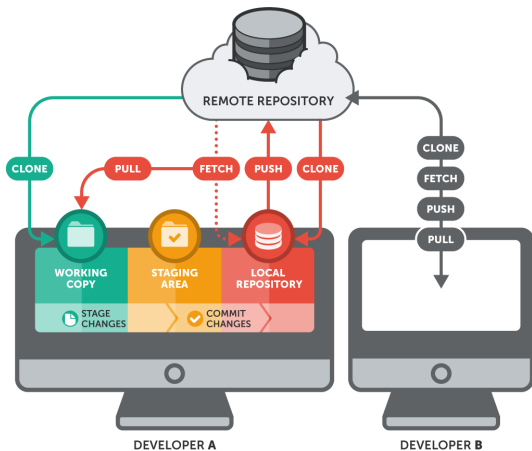 REMOTE REPOSITORY
CLONE
PULL
FETCH
PUSH
CLONE
CLONE
FETCH
PUSH
PULL
WORKING
COPY
STAGING
AREA
LOCAL
REPOSITORY
STAGE
CHANGES
COMMIT
CHANGES
DEVELOPER A
DEVELOPER B